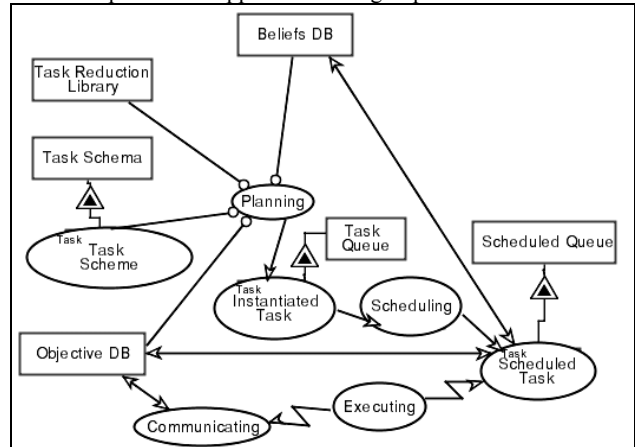 Beliefs DB
Task Reduction
Library
Task Schema
Planning
Task
Task
Scheme
Task
Queue
Scheduled Queue
Task
Instantiated
Task
Scheduling
Objective DB
Task
Scheduled
Task
Executing
Communicating